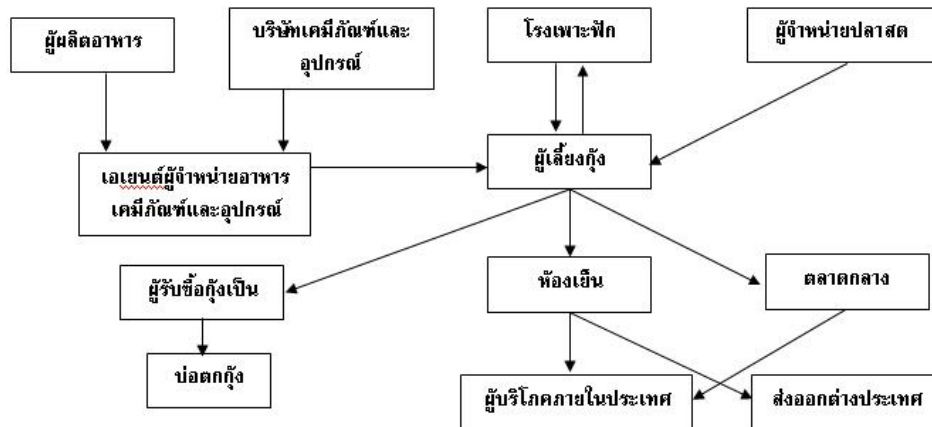 ผู้ผลิตอาหาร
บริษัทเคมีภัณฑ์และ
อุปกรณ์
โรงเพาะฟัก
ผู้จำหน่ายปลาสด
เอเยนต์ผู้จำหน่ายอาหาร
เคมีภัณฑ์และอุปกรณ์
ผู้เลี้ยงกุ้ง
ผู้รับซื้อกุ้งเป็น
ห้องเย็น
ตลาดกลาง
บ่อตกกุ้ง
ผู้บริโภคภายในประเทศ
ส่งออกต่างประเทศ